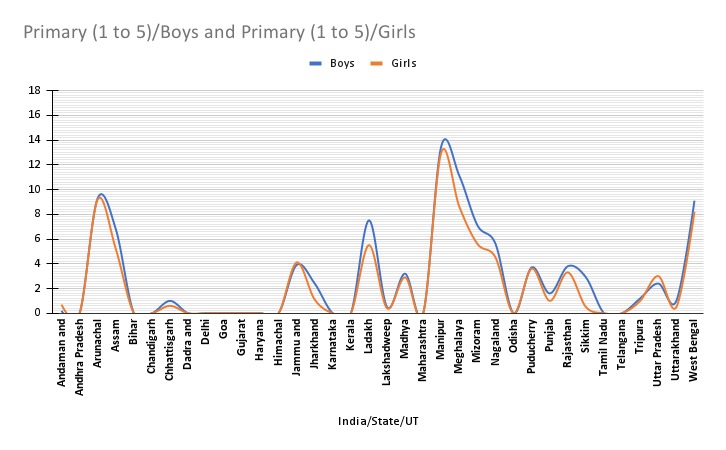 Primary (1 to 5)/Boys and Primary (1 to 5)/Girls
Boys
Girls
18
16
14
12
10
8
6
4
2
0
Andaman and
Andhra Pradesh
Arunachal
Assam
Bihar
Chandigarh
Chhattisgarh
Dadra and
Delhi
Goa
Gujarat
Haryana
Himachal
Jammu and
Jharkhand
Karnataka
Kerala
Ladakh
Lakshadweep
Madhya
Maharashtra
Manipur
Meghalaya
Mizoram
Nagaland
Odisha
Puducherry
Punjab
Rajasthan
Sikkim
Tamil Nadu
Telangana
Tripura
Uttar Pradesh
Uttarakhand
West Bengal
India/State/UT